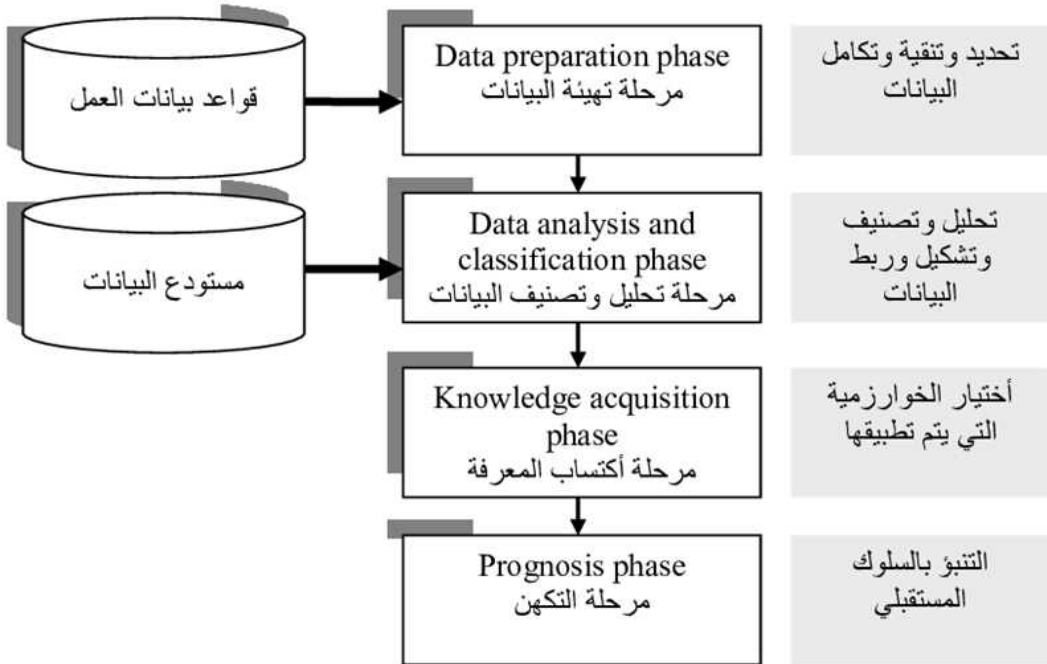 قواعد بيانات العمل
Data preparation phase
مرحلة تهيئة البيانات
تحديد وتنقية وتكامل
البيانات
مستودع البيانات
Data analysis and
classification phase
مرحلة تحليل وتصنيف البيانات
تحليل وتصنيف
وتشكيل وربط
البيانات
Knowledge acquisition
phase
مرحلة أكتساب المعرفة
أختيار الخوارزمية
التي يتم تطبيقها
Prognosis phase
مرحلة التكهن
التنبؤ بالسلوك
المستقبلي